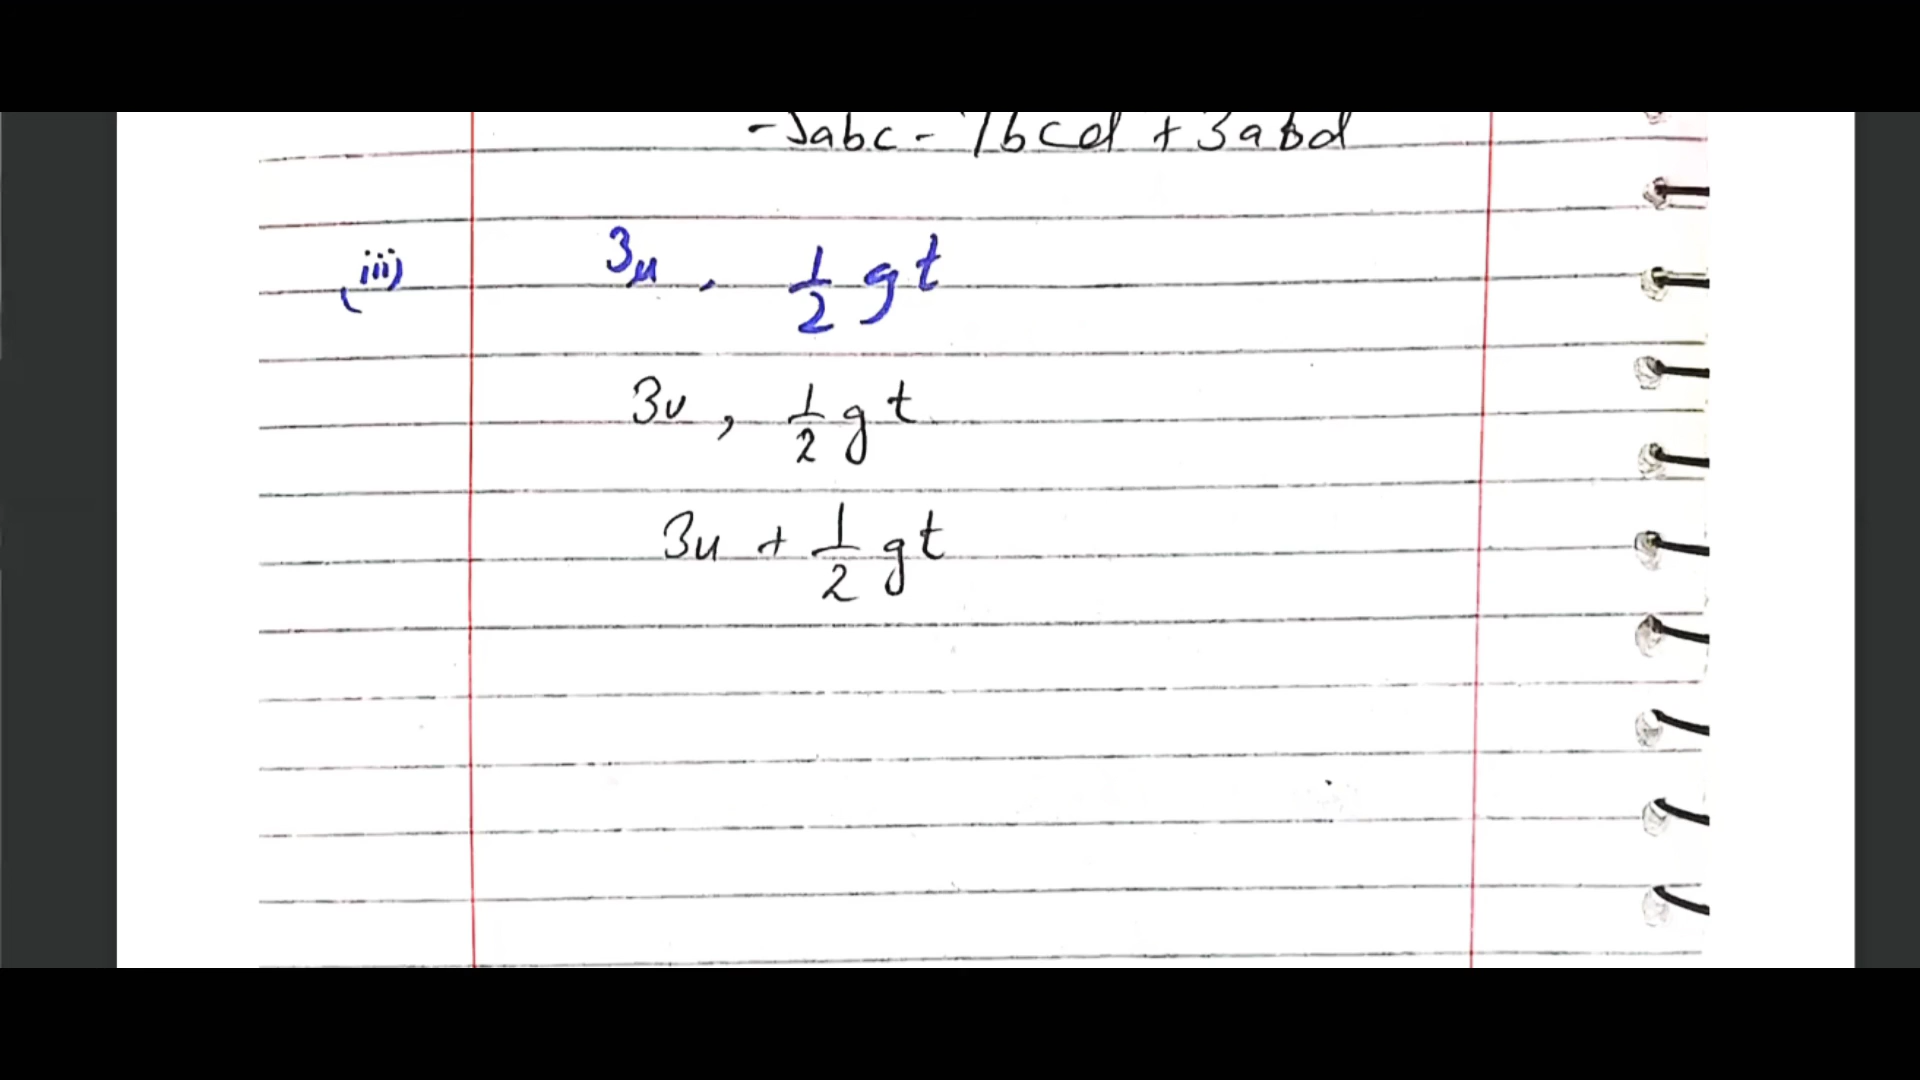 -5abc - 7bcd + 3abd
(iii) 3u, 1/2 gt
3u, 1/2 gt
3u + 1/2 gt